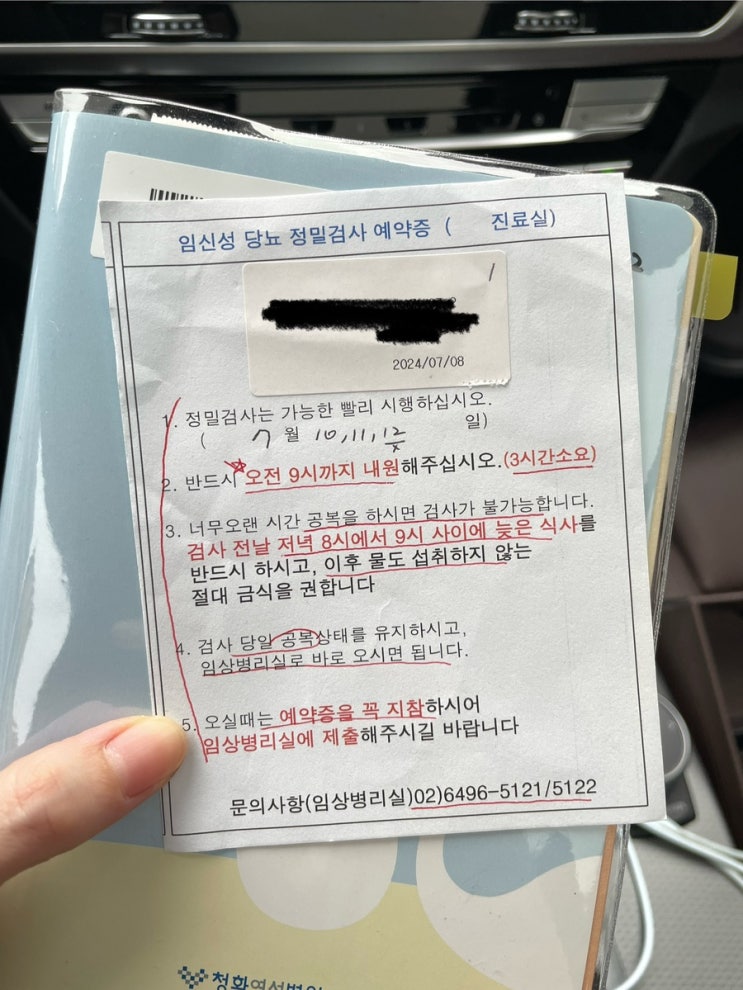 임신성 당뇨 정밀검사 예약증 ( 진료실)
2024/07/08
1. 정밀검사는 가능한 빨리 시행하십시오.
( 7월 10, 11, 12 일)
2. 반드시 오전 9시까지 내원해주십시오.(3시간소요)
3. 너무오랜 시간 공복을 하시면 검사가 불가능합니다.
검사 전날 저녁 8시에서 9시 사이에 늦은 식사를
반드시 하시고, 이후 물도 섭취하지 않는
절대 금식을 권합니다
4. 검사 당일 공복상태를 유지하시고,
임상병리실로 바로 오시면 됩니다.
5. 오실때는 예약증을 꼭 지참하시어
임상병리실에 제출해주시길 바랍니다
문의사항(임상병리실)02)6496-5121/5122